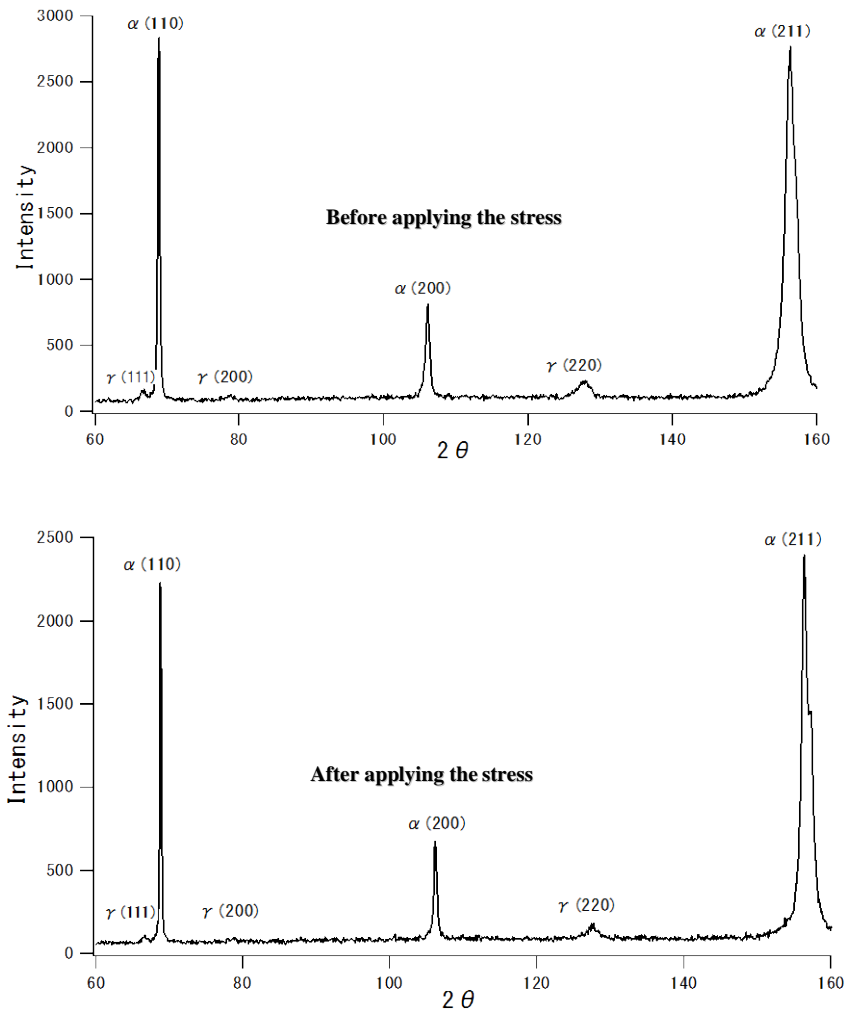 3000
α (110)
α (211)
2500
2000
Intensity
1500
Before applying the stress
1000
α (200)
500
γ (111)
γ (200)
γ (220)
0
60
80
100
120
140
160
2 θ
2500
α (110)
α (211)
2000
Intensity
1500
After applying the stress
1000
α (200)
500
γ (111)
γ (200)
γ (220)
0
60
80
100
120
140
160
2 θ